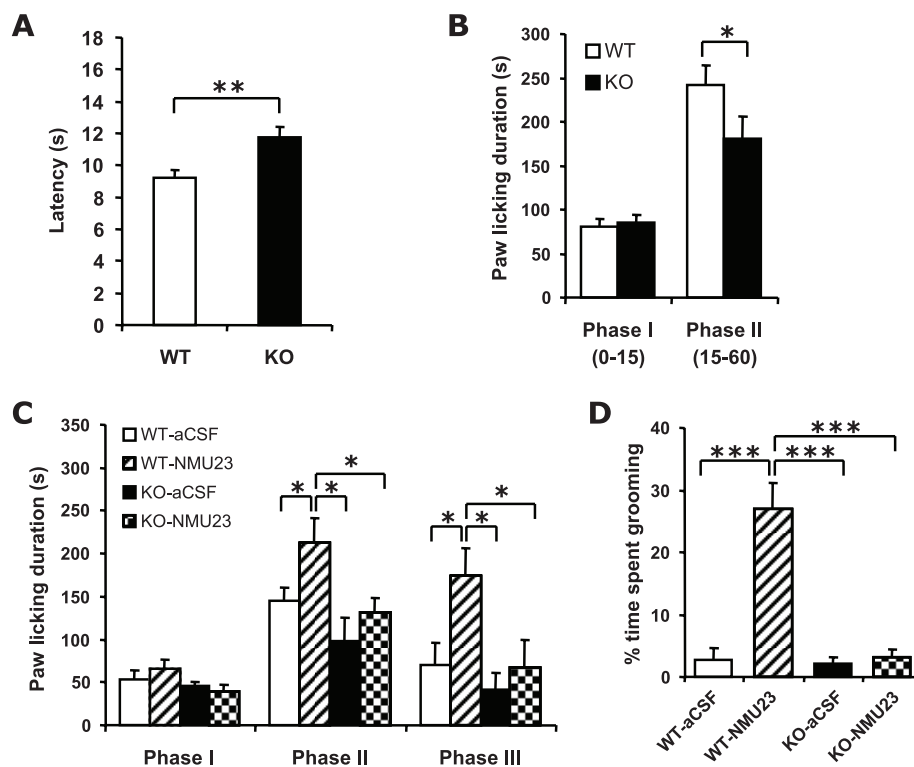 A
Latency (s)
18
16
14
12
10
8
6
4
2
0
**
WT
KO
B
Paw licking duration (s)
300
250
200
150
100
50
0
WT
KO
*
Phase I
(0-15)
Phase II
(15-60)
C
Paw licking duration (s)
350
300
250
200
150
100
50
0
WT-aCSF
WT-NMU23
KO-aCSF
KO-NMU23
*
* *
*
* *
Phase I
Phase II
Phase III
D
% time spent grooming
40
30
20
10
0
***
*** ***
WT-aCSF
WT-NMU23
KO-aCSF
KO-NMU23